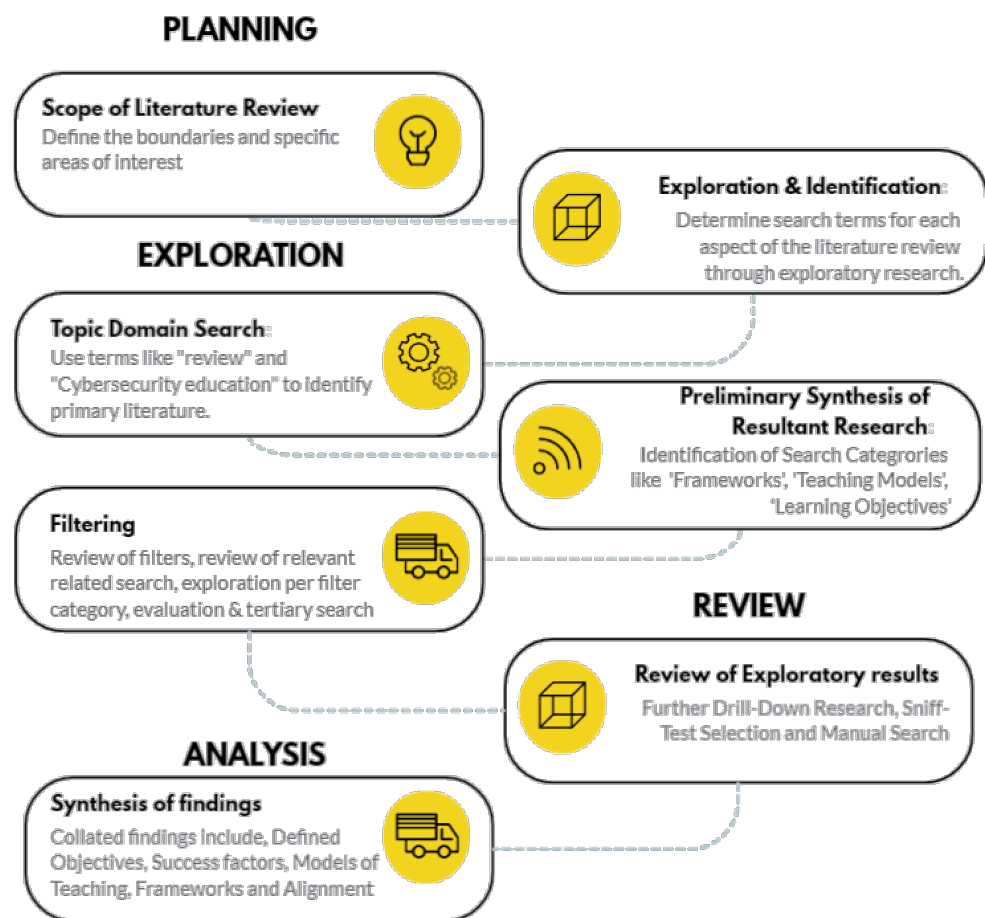 PLANNING
Scope of Literature Review
Define the boundaries and specific
areas of interest
Exploration & Identification:
Determine search terms for each
aspect of the literature review
through exploratory research.
EXPLORATION
Topic Domain Search:
Use terms like "review" and
"Cybersecurity education" to identify
primary literature.
Preliminary Synthesis of
Resultant Research:
Identification of Search Categrories
like 'Frameworks', 'Teaching Models',
'Learning Objectives'
Filtering
Review of filters, review of relevant
related search, exploration per filter
category, evaluation & tertiary search
REVIEW
Review of Exploratory results
Further Drill-Down Research, Sniff-
Test Selection and Manual Search
ANALYSIS
Synthesis of findings
Collated findings include, Defined
Objectives, Success factors, Models of
Teaching, Frameworks and Alignment